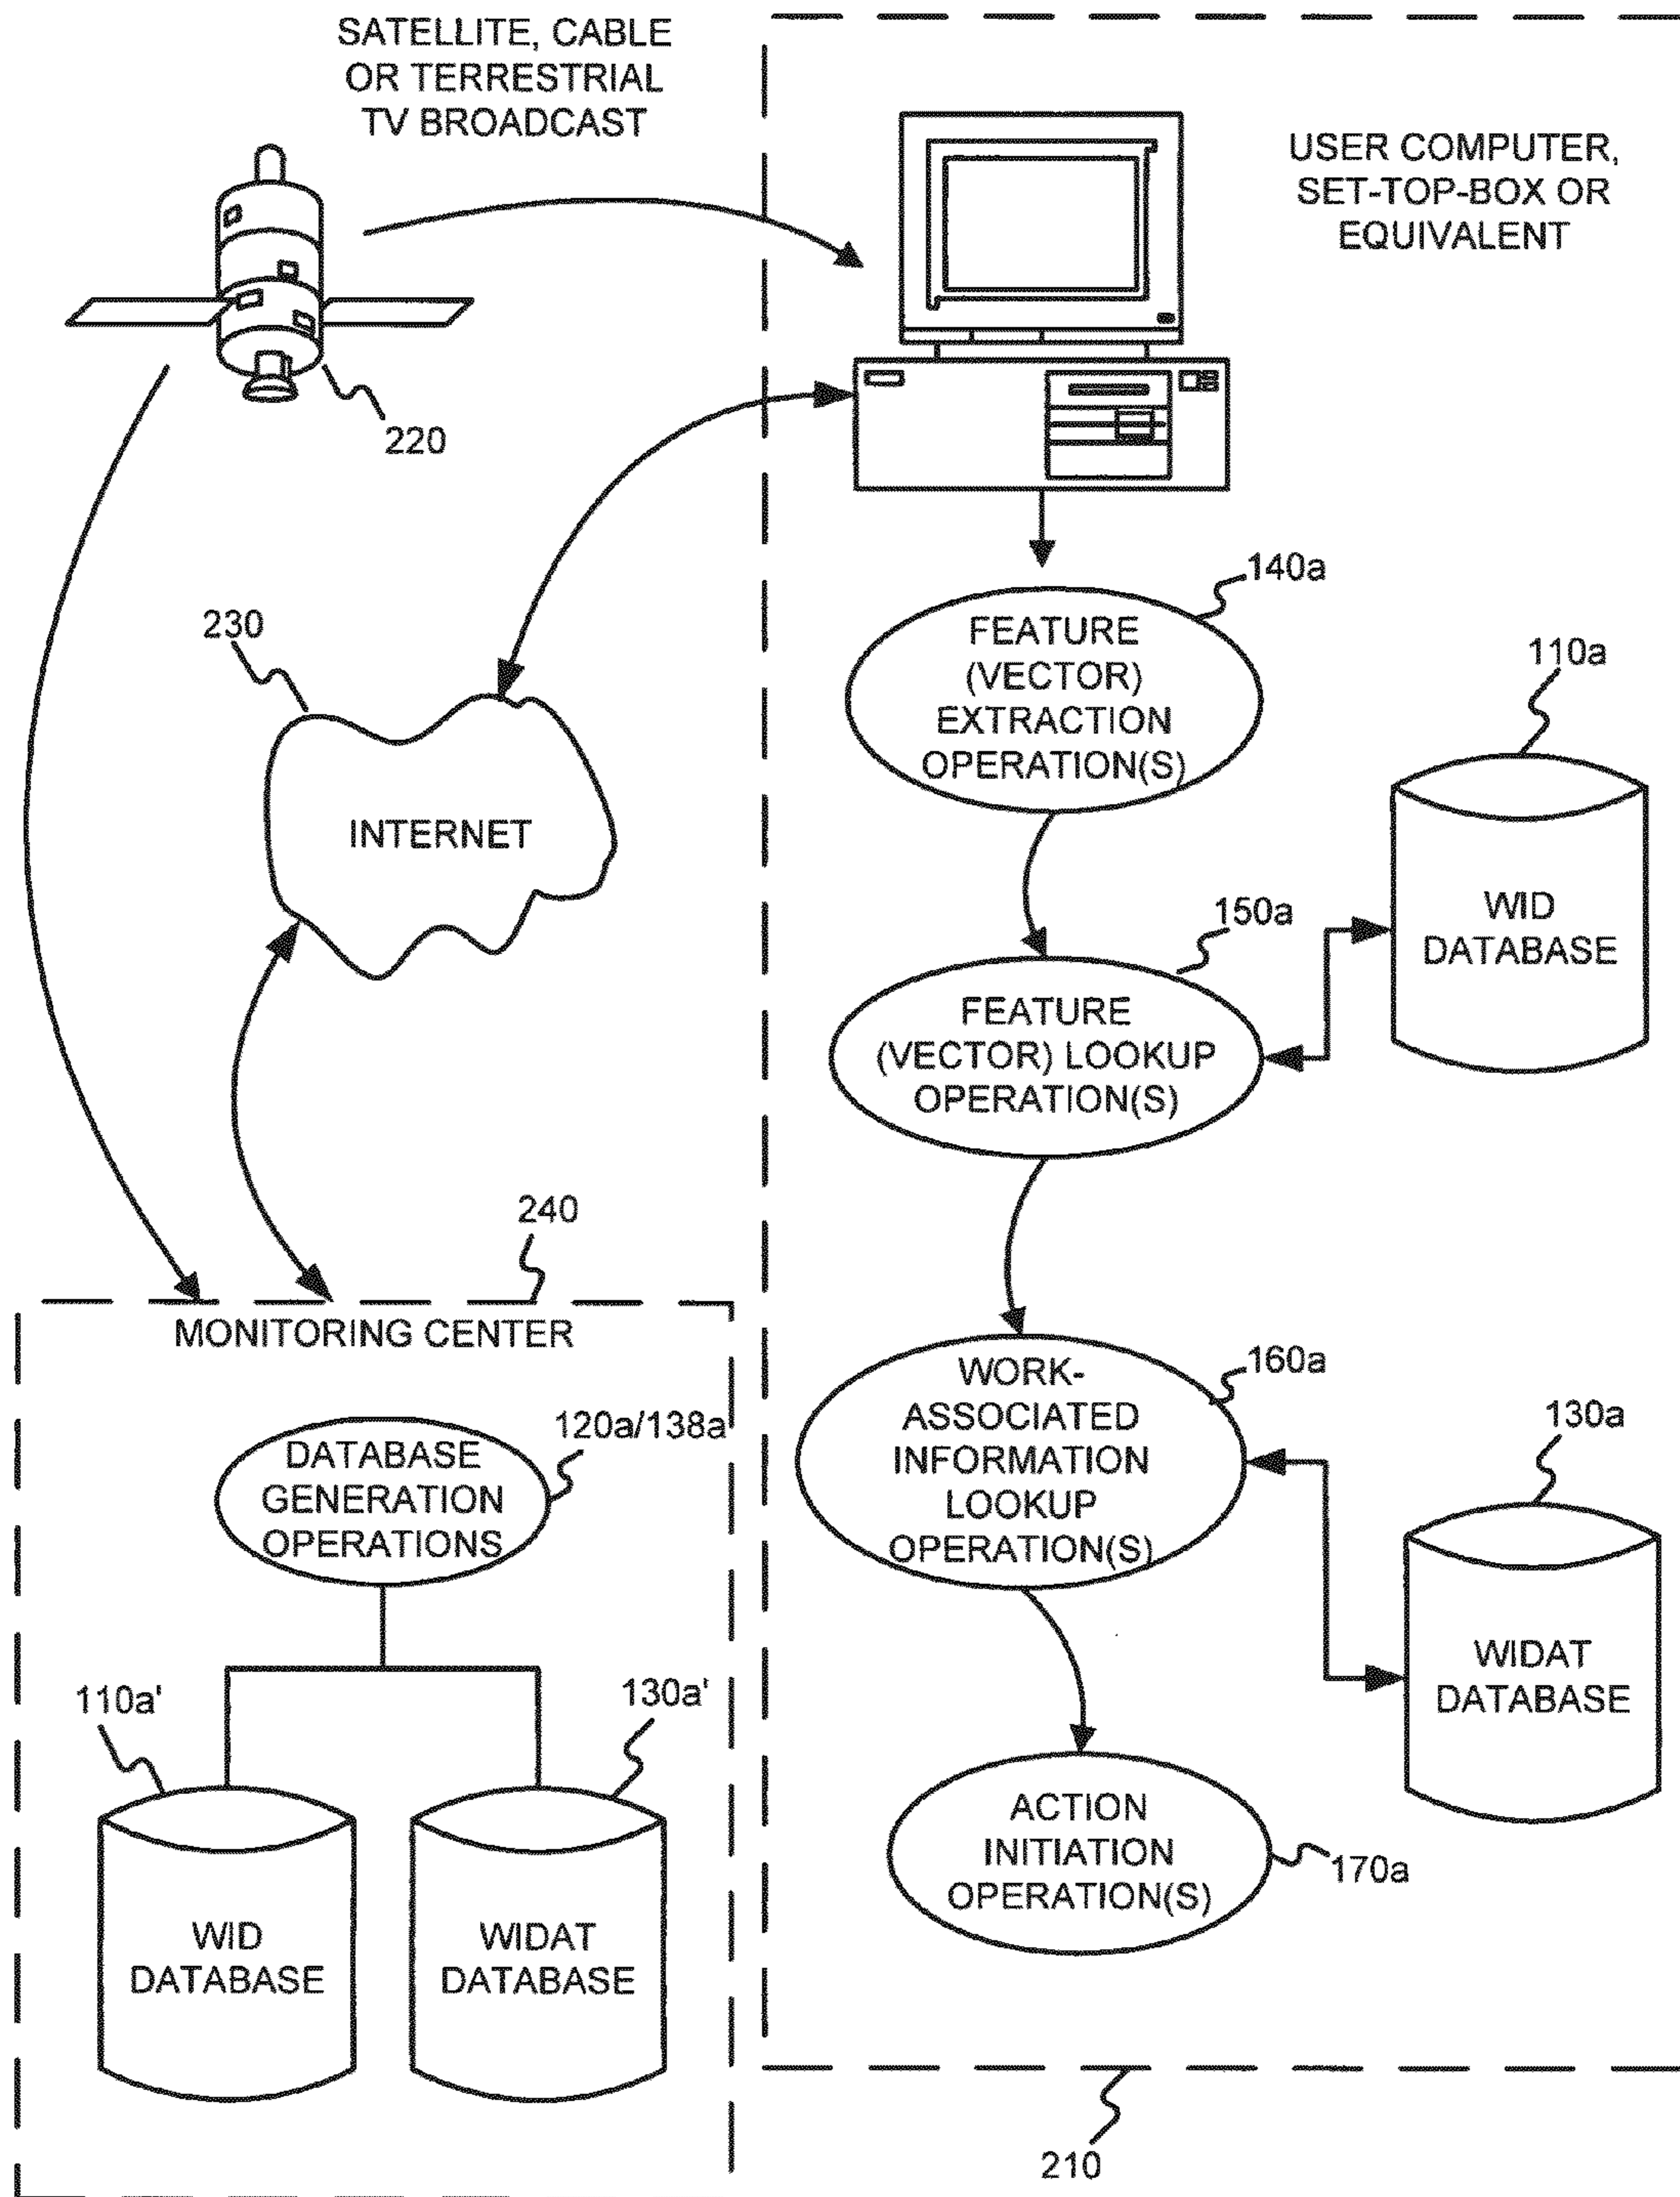 SATELLITE, CABLE
OR TERRESTRIAL
TV BROADCAST
220
USER COMPUTER,
SET-TOP-BOX OR
EQUIVALENT
140a
FEATURE
(VECTOR)
EXTRACTION
OPERATION(S)
110a
WID
DATABASE
230
INTERNET
150a
FEATURE
(VECTOR) LOOKUP
OPERATION(S)
160a
WORK-
ASSOCIATED
INFORMATION
LOOKUP
OPERATION(S)
130a
WIDAT
DATABASE
ACTION
INITIATION
OPERATION(S)
170a
210
240
MONITORING CENTER
120a/138a
DATABASE
GENERATION
OPERATIONS
110a'
130a'
WID
DATABASE
WIDAT
DATABASE